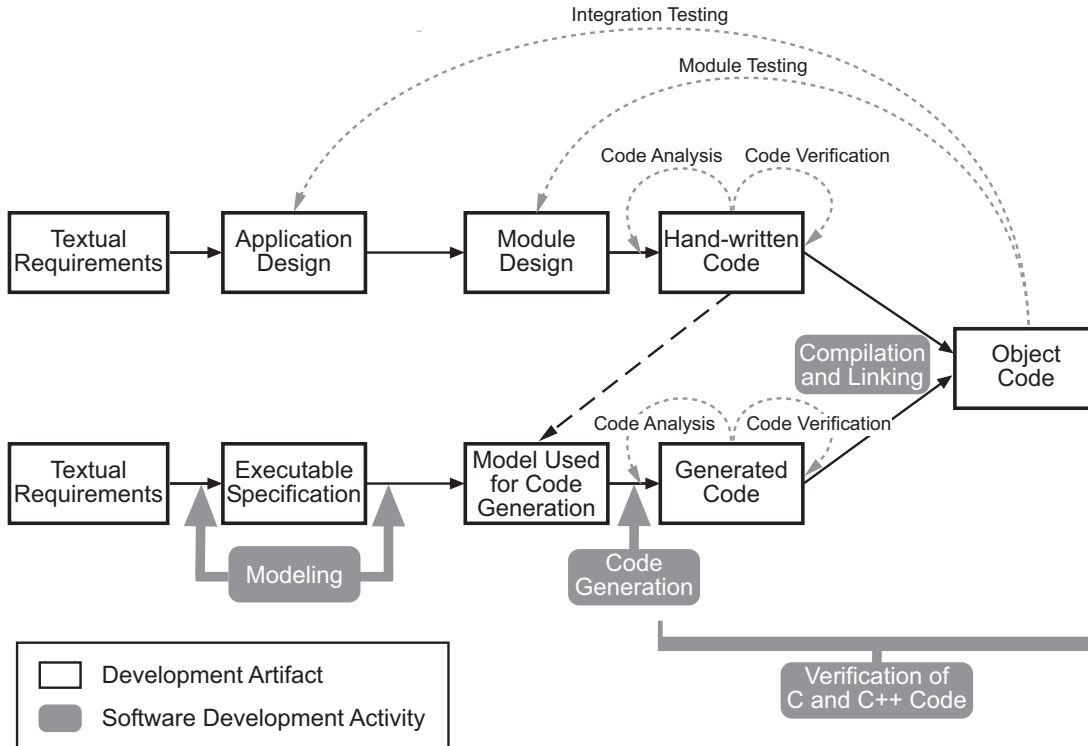 Integration Testing
Module Testing
Code Analysis
Code Verification
Textual
Requirements
Application
Design
Module
Design
Hand-written
Code
Compilation
and Linking
Object
Code
Code Analysis
Code Verification
Textual
Requirements
Executable
Specification
Model Used
for Code
Generation
Generated
Code
Modeling
Code
Generation
Development Artifact
Software Development Activity
Verification of
C and C++ Code